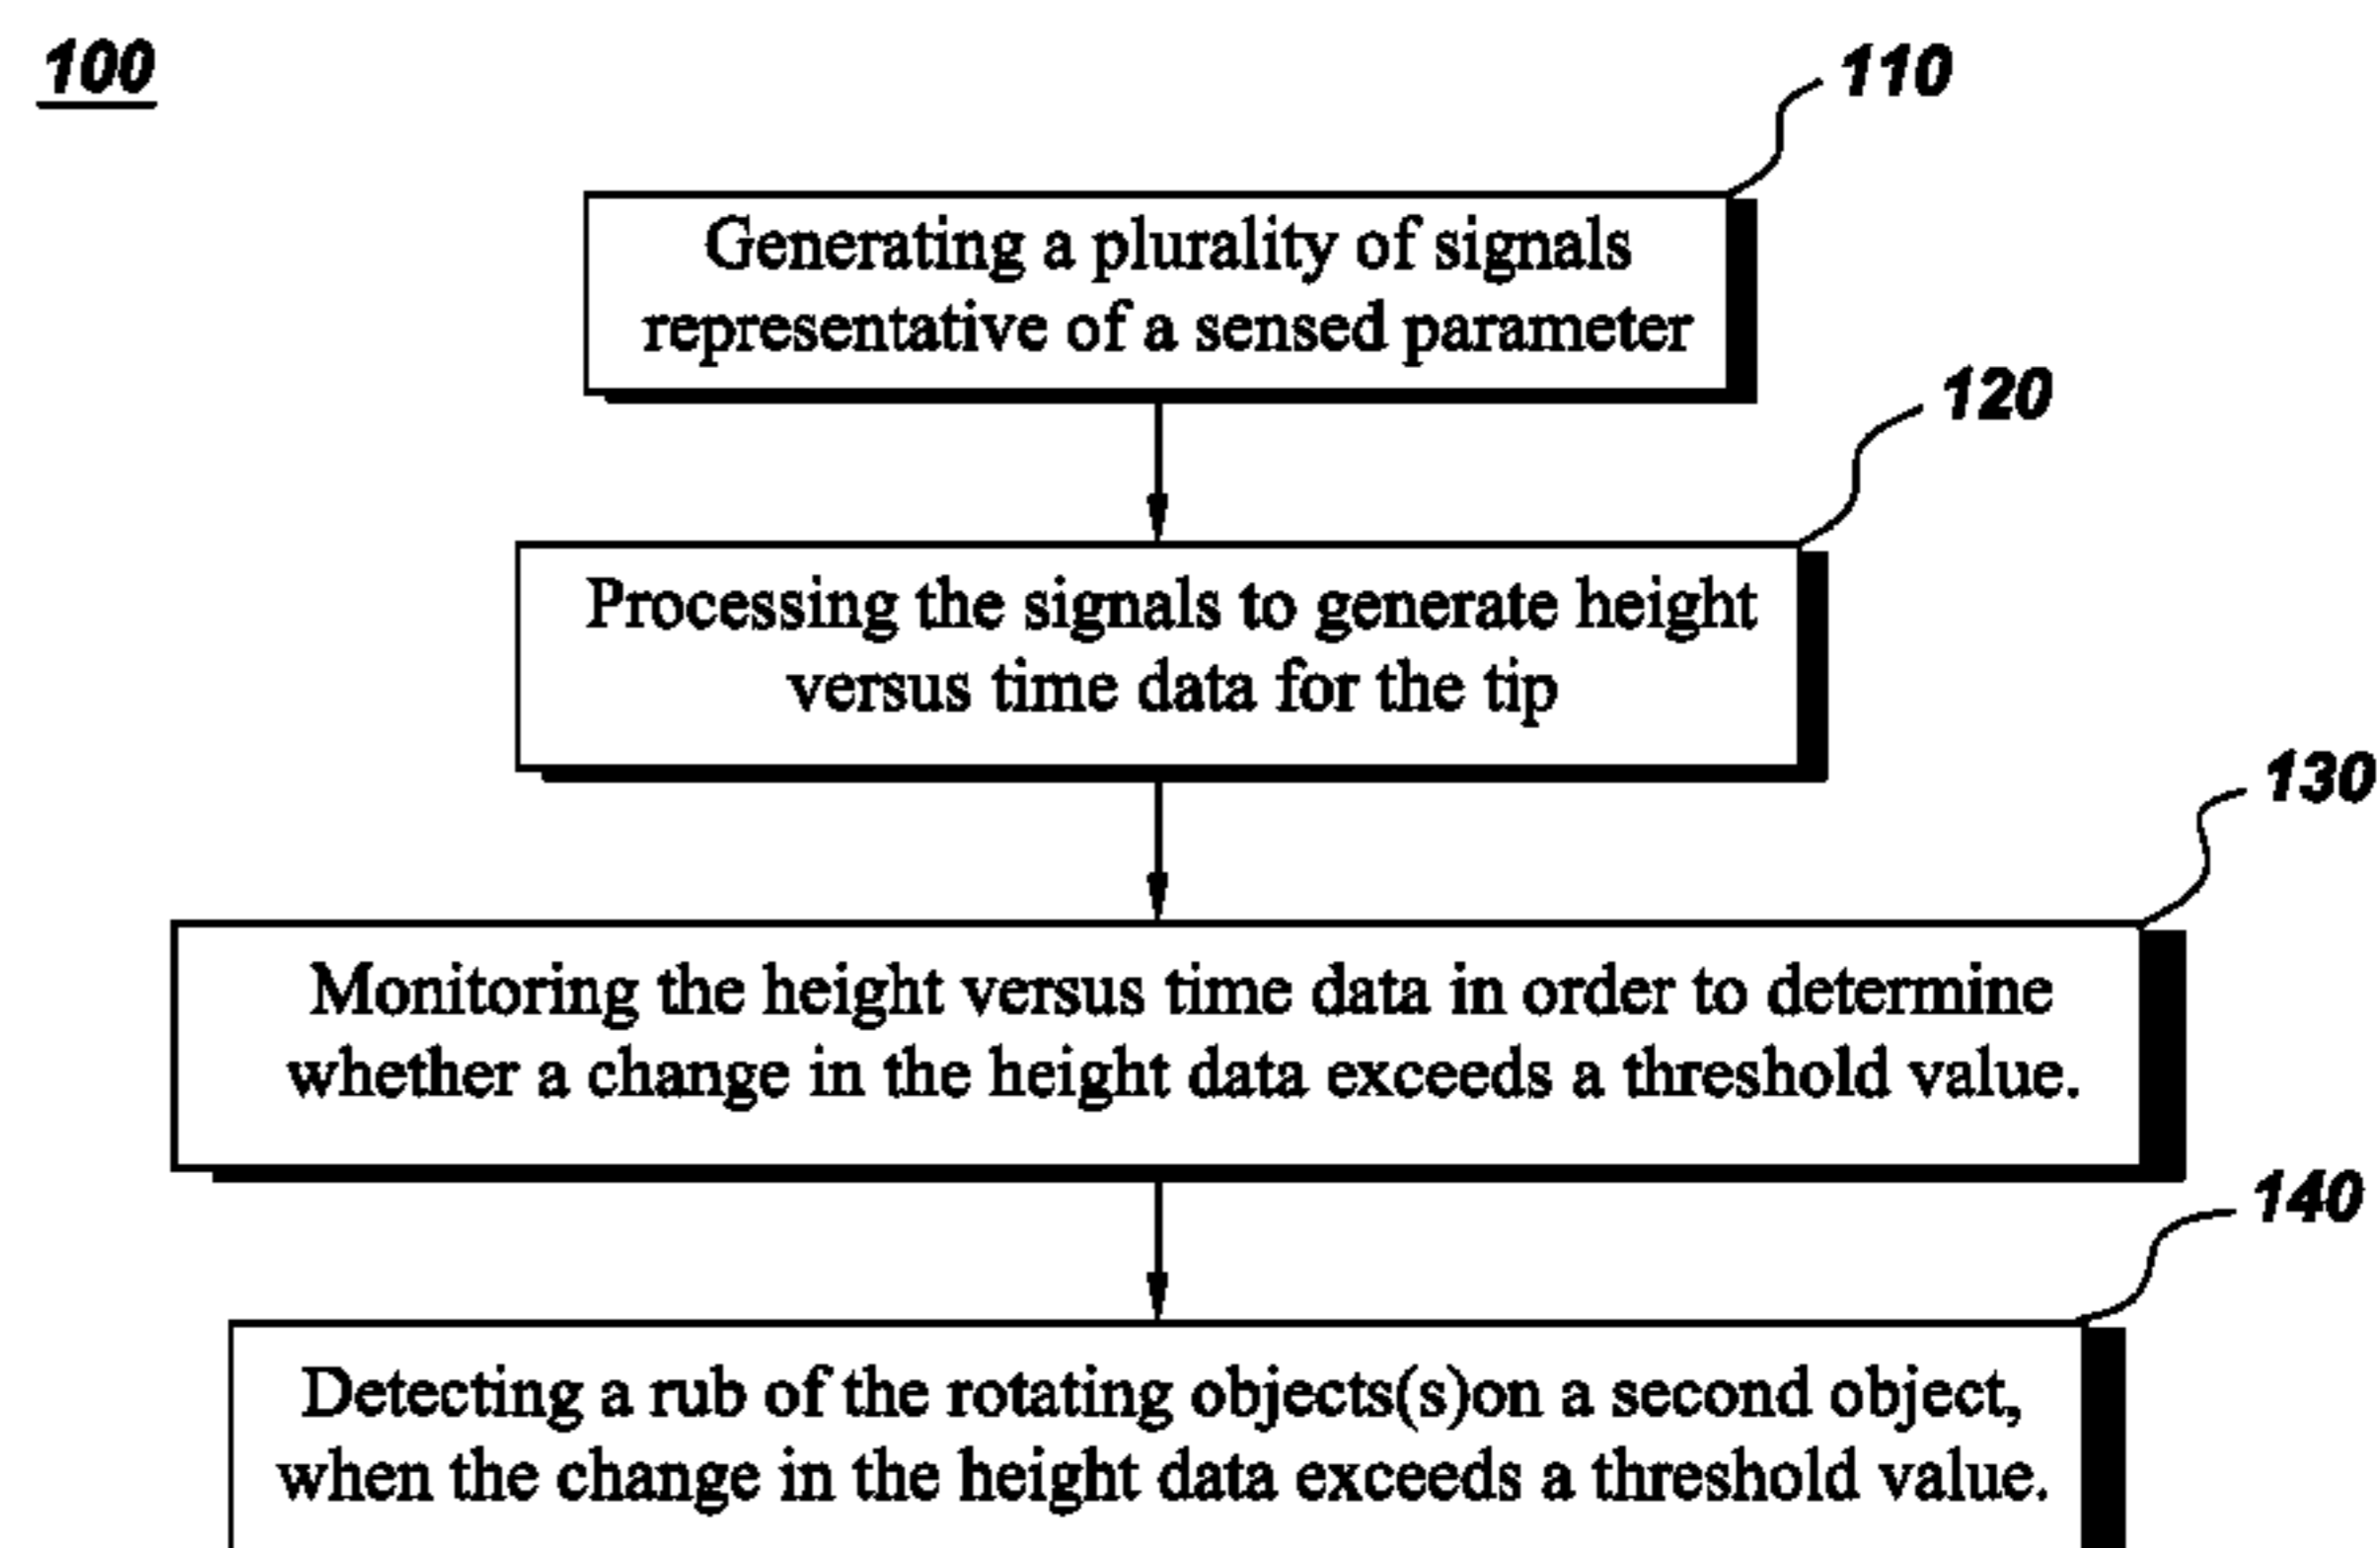 100
110
Generating a plurality of signals
representative of a sensed parameter
120
Processing the signals to generate height
versus time data for the tip
130
Monitoring the height versus time data in order to determine
whether a change in the height data exceeds a threshold value.
140
Detecting a rub of the rotating objects(s)on a second object,
when the change in the height data exceeds a threshold value.